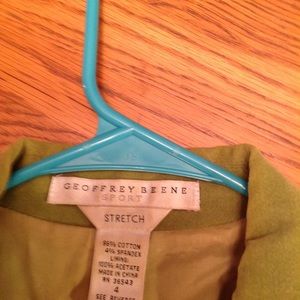 GEOFFREY BEENE
SPORT
STRETCH
96% COTTON
4% SPANDEX
LINING:
100% ACETATE
MADE IN CHINA
RN 36543
4
SEE REVERSE